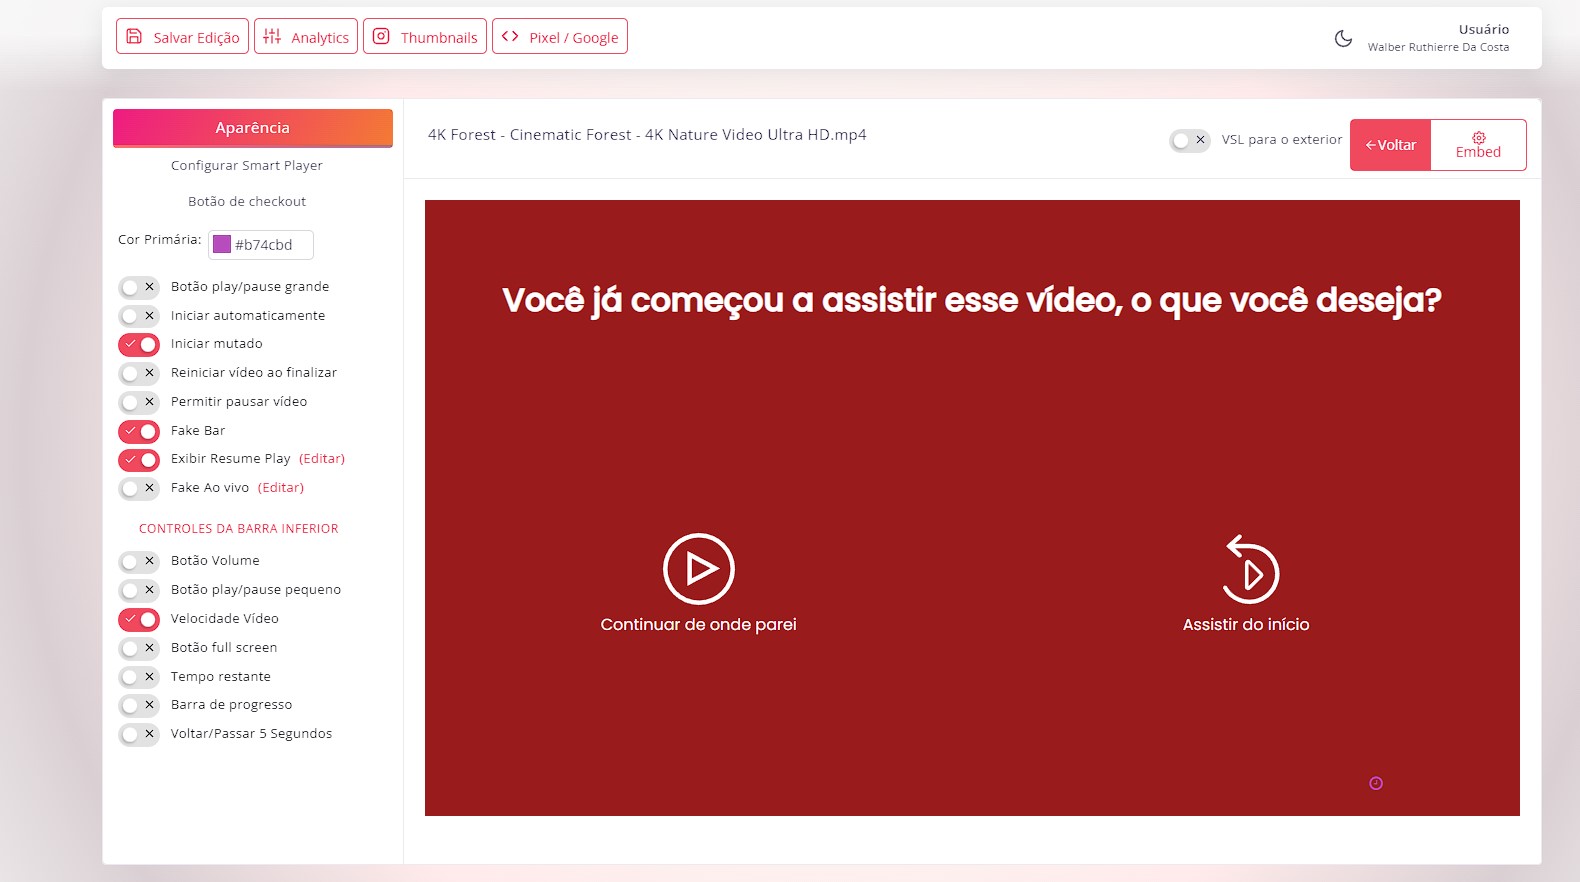 Salvar Edição
Analytics
Thumbnails
Pixel / Google
Usuário
Walber Ruthierre Da Costa
Aparência
Configurar Smart Player
Botão de checkout
Cor Primária: #b74cbd
Botão play/pause grande
Iniciar automaticamente
Iniciar mutado
Reiniciar vídeo ao finalizar
Permitir pausar vídeo
Fake Bar
Exibir Resume Play (Editar)
Fake Ao vivo (Editar)
CONTROLES DA BARRA INFERIOR
Botão Volume
Botão play/pause pequeno
Velocidade Vídeo
Botão full screen
Tempo restante
Barra de progresso
Voltar/Passar 5 Segundos
4K Forest - Cinematic Forest - 4K Nature Video Ultra HD.mp4
VSL para o exterior
Voltar
Embed
Você já começou a assistir esse vídeo, o que você deseja?
Continuar de onde parei
Assistir do início